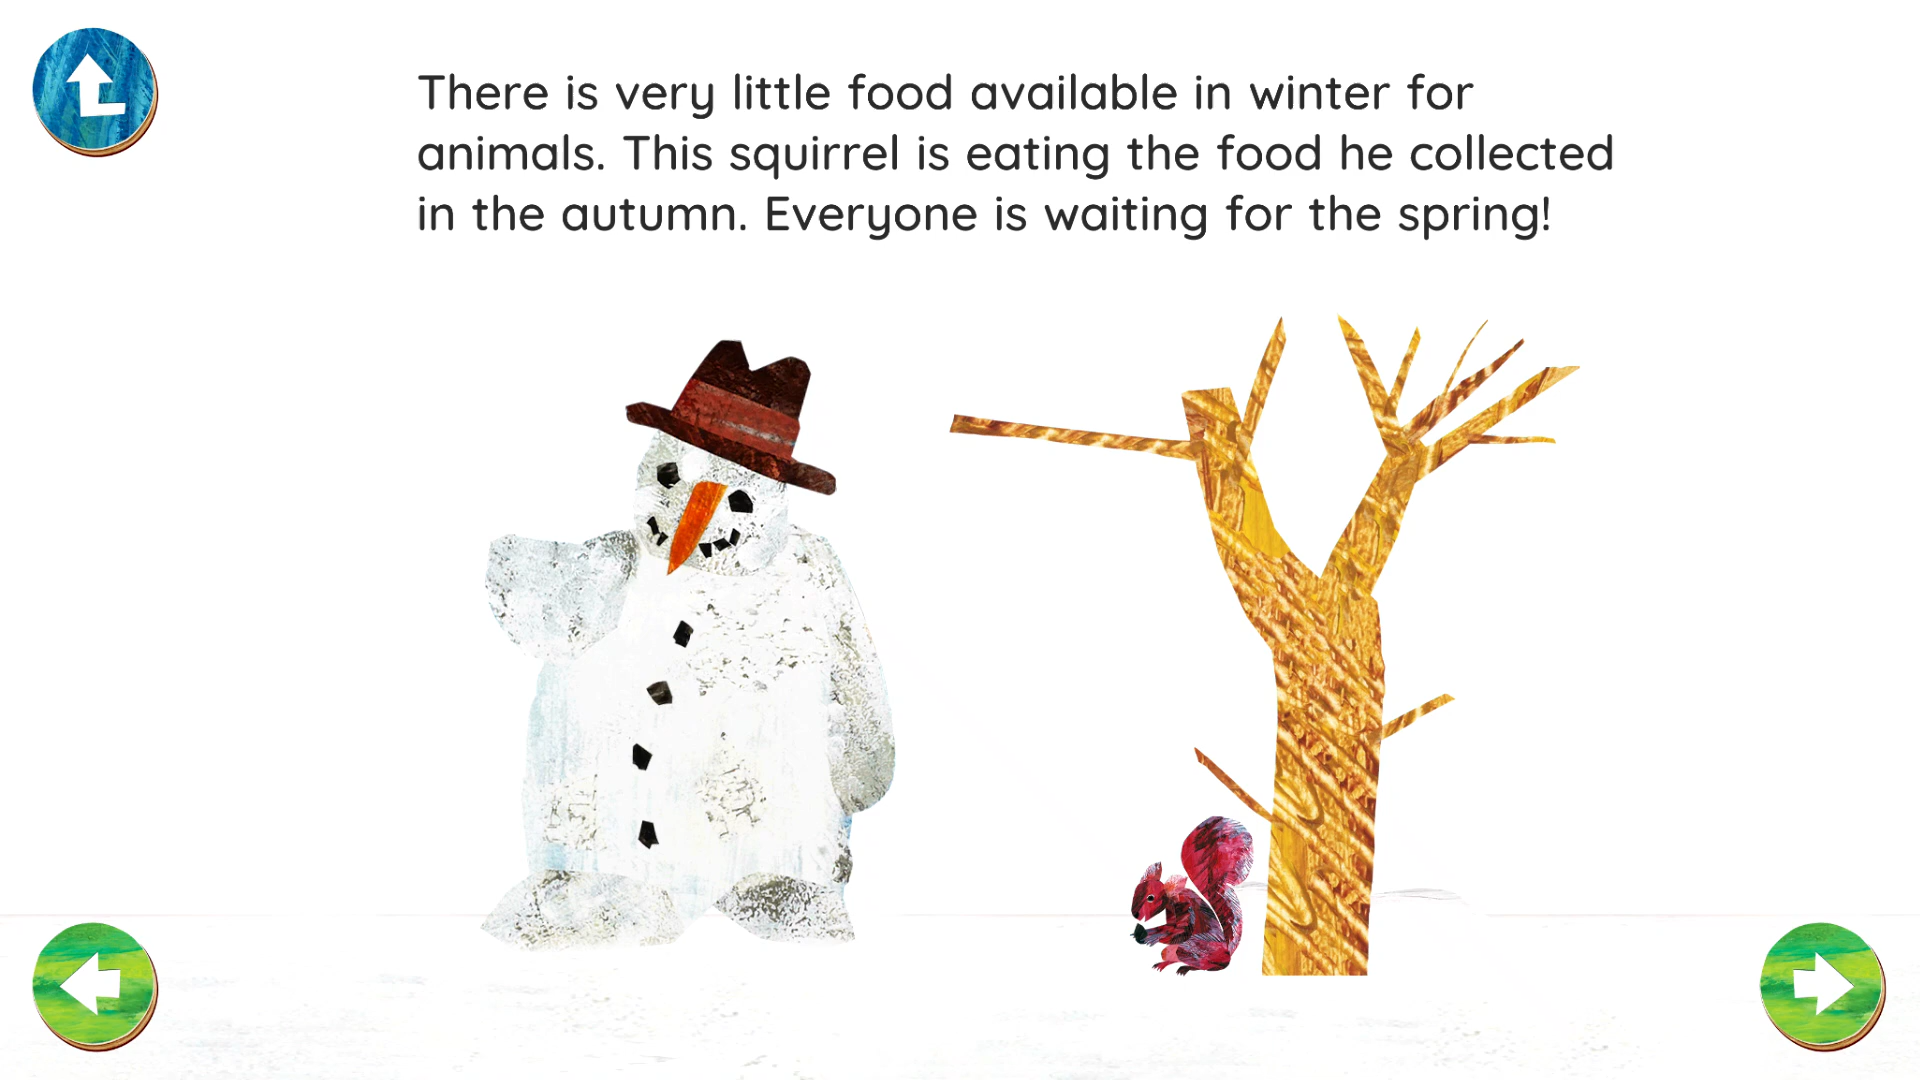 There is very little food available in winter for
animals. This squirrel is eating the food he collected
in the autumn. Everyone is waiting for the spring!